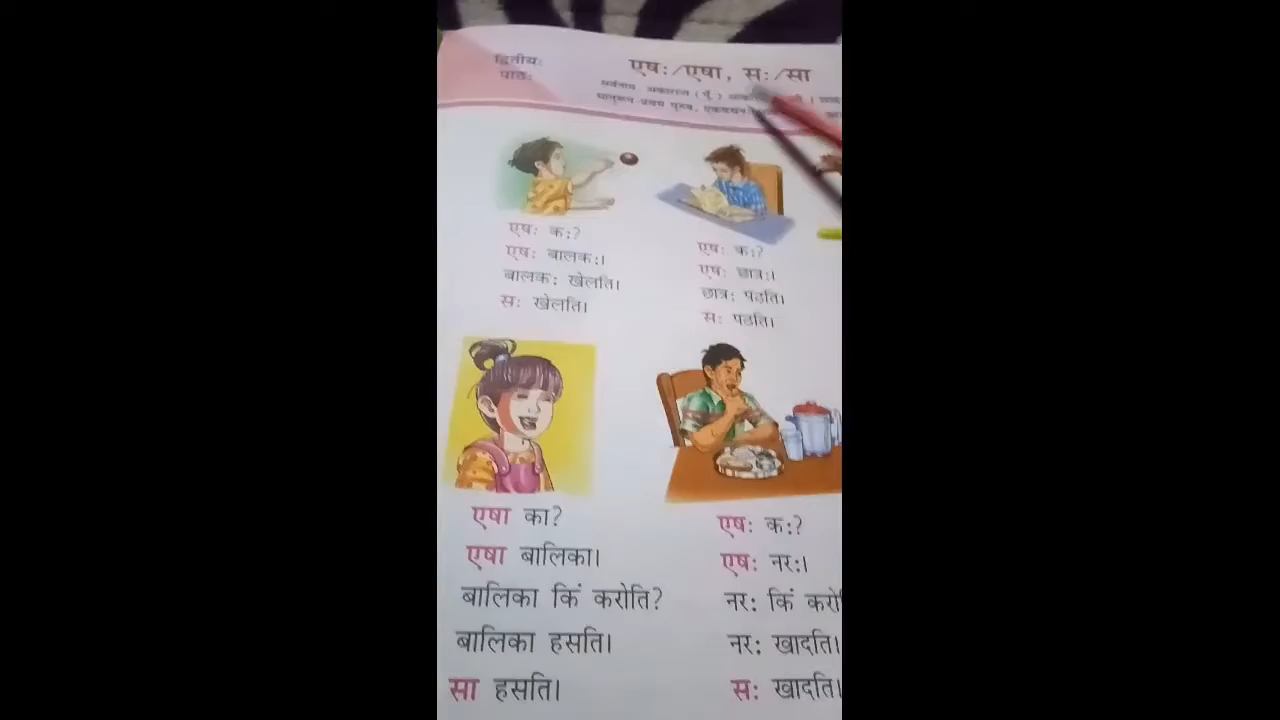 द्वितीयः
पाठः
एषः/एषा, सः/सा
एषः कः?
एषः बालकः।
बालकः खेलति।
सः खेलति।
एषः कः?
एषः छात्रः।
छात्रः पठति।
सः पठति।
एषा का?
एषा बालिका।
बालिका किं करोति?
बालिका हसति।
सा हसति।
एषः कः?
एषः नरः।
नरः किं
नरः खादति।
सः खादति।